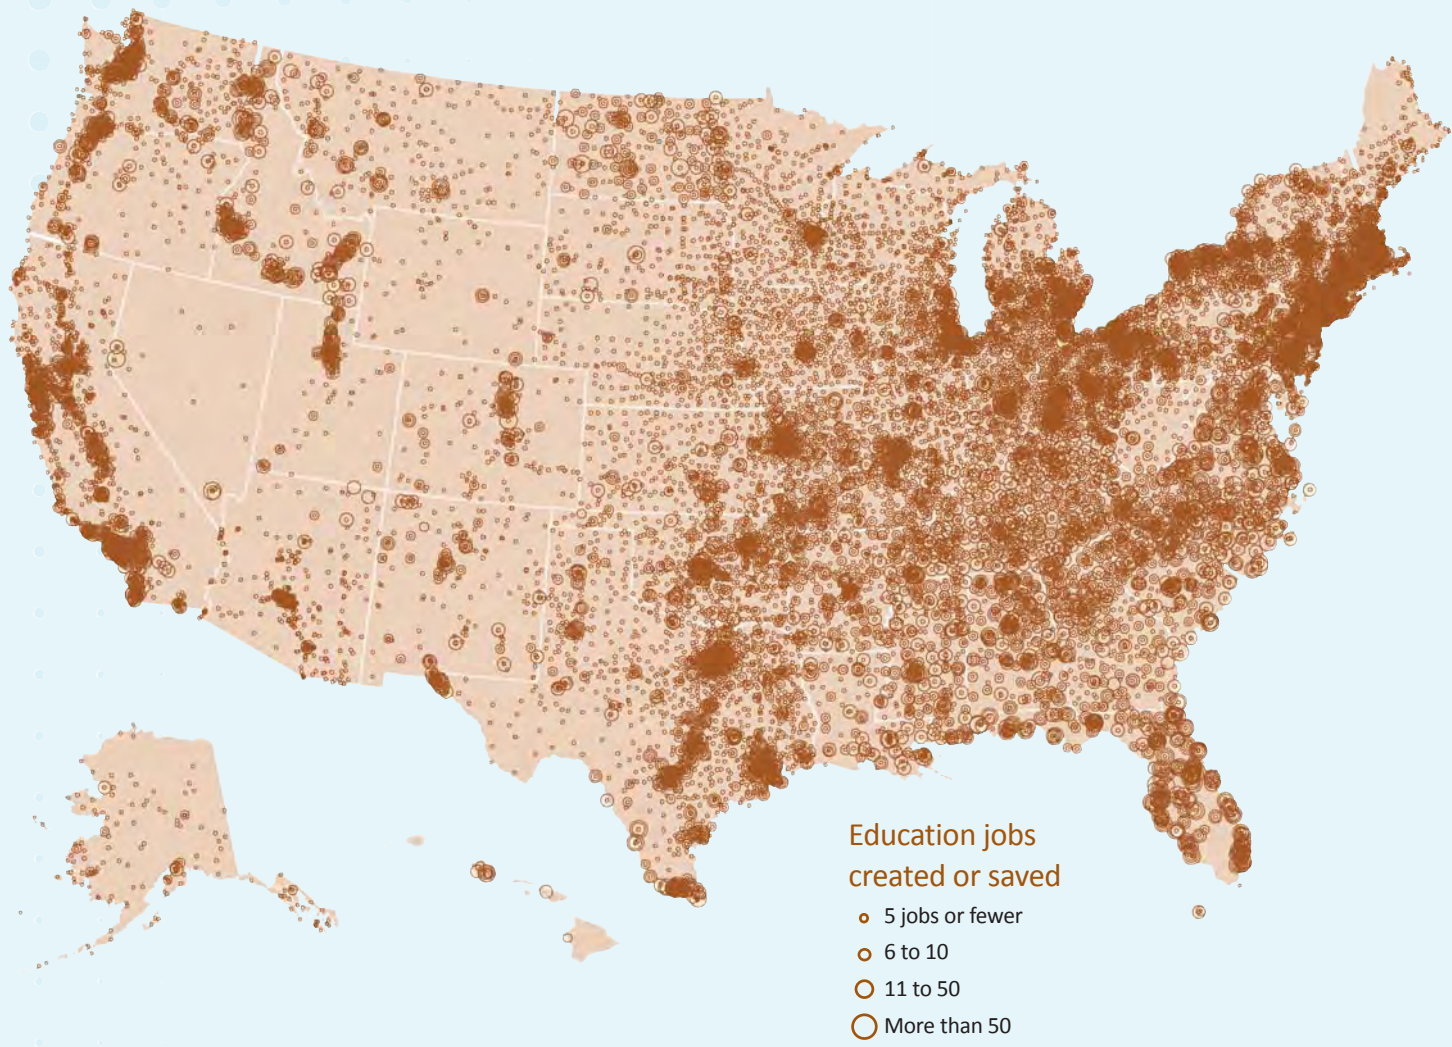 Education jobs
created or saved
5 jobs or fewer
6 to 10
11 to 50
More than 50